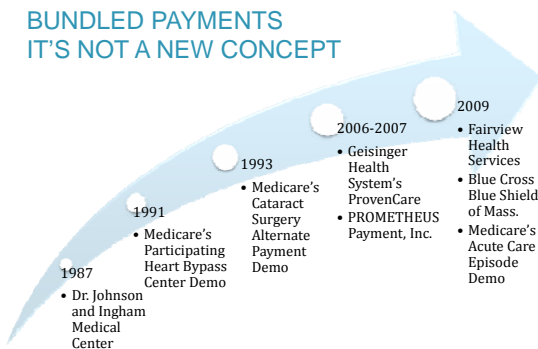 BUNDLED PAYMENTS
IT'S NOT A NEW CONCEPT
1987
• Dr. Johnson
and Ingham
Medical
Center
1991
• Medicare's
Participating
Heart Bypass
Center Demo
1993
• Medicare's
Cataract
Surgery
Alternate
Payment
Demo
2006-2007
• Geisinger
Health
System's
ProvenCare
• PROMETHEUS
Payment, Inc.
2009
• Fairview
Health
Services
• Blue Cross
Blue Shield
of Mass.
• Medicare's
Acute Care
Episode
Demo